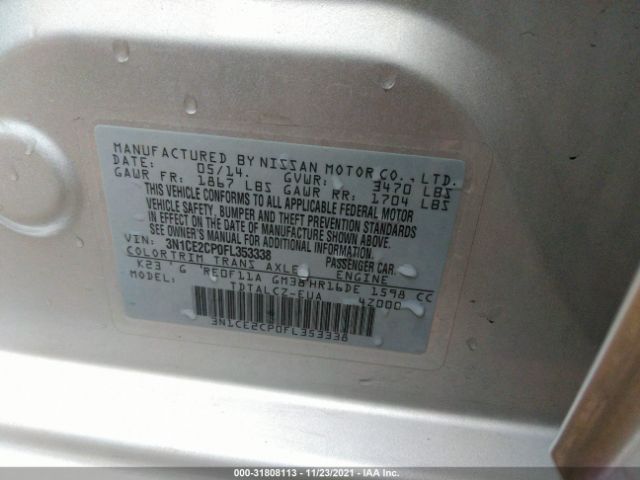 MANUFACTURED BY NISSAN MOTOR CO., LTD.
DATE: 05/14. GVWR: 3470 LBS
GAWR FR: 1867 LBS GAWR RR: 1704 LBS
THIS VEHICLE CONFORMS TO ALL APPLICABLE FEDERAL MOTOR
VEHICLE SAFETY, BUMPER AND THEFT PREVENTION STANDARDS
IN EFFECT ON THE DATE OF MANUFACTURE SHOWN ABOVE.
SEE OWNER'S MANUAL FOR ADDITIONAL INFORMATION.
VIN: 3N1CE2CP0FL353338 PASSENGER CAR
COLOR TRIM TRANS AXLE ENGINE
K23 G RE0F11A GM38 HR16DE 1598 CC
MODEL: TDTALCZ-EUA 42000
3N1CE2CP0FL353338
000-31808113 - 11/23/2021 - IAA Inc.